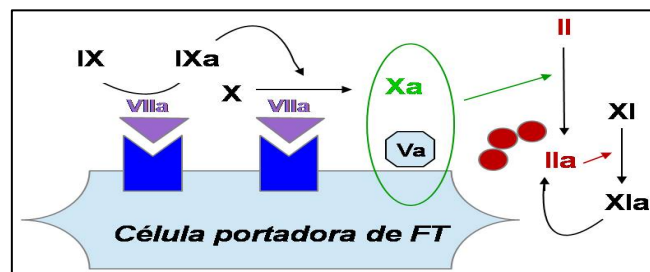 II
IX IXa
X
VIIa VIIa
Xa
XI
Va
IIa
XIa
Célula portadora de FT